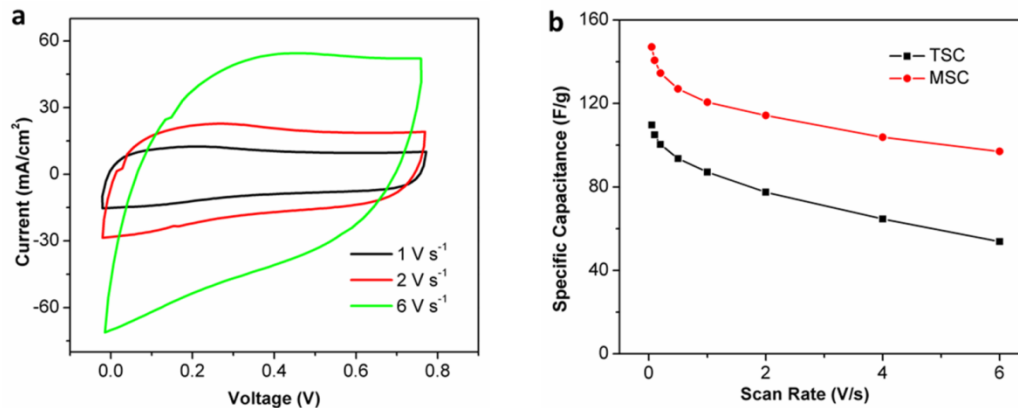 a
60
30
0
-30
-60
Current (mA/cm²)
1 V s⁻¹
2 V s⁻¹
6 V s⁻¹
0.0 0.2 0.4 0.6 0.8
Voltage (V)
b
160
120
80
40
0
Specific Capacitance (F/g)
TSC
MSC
0 2 4 6
Scan Rate (V/s)